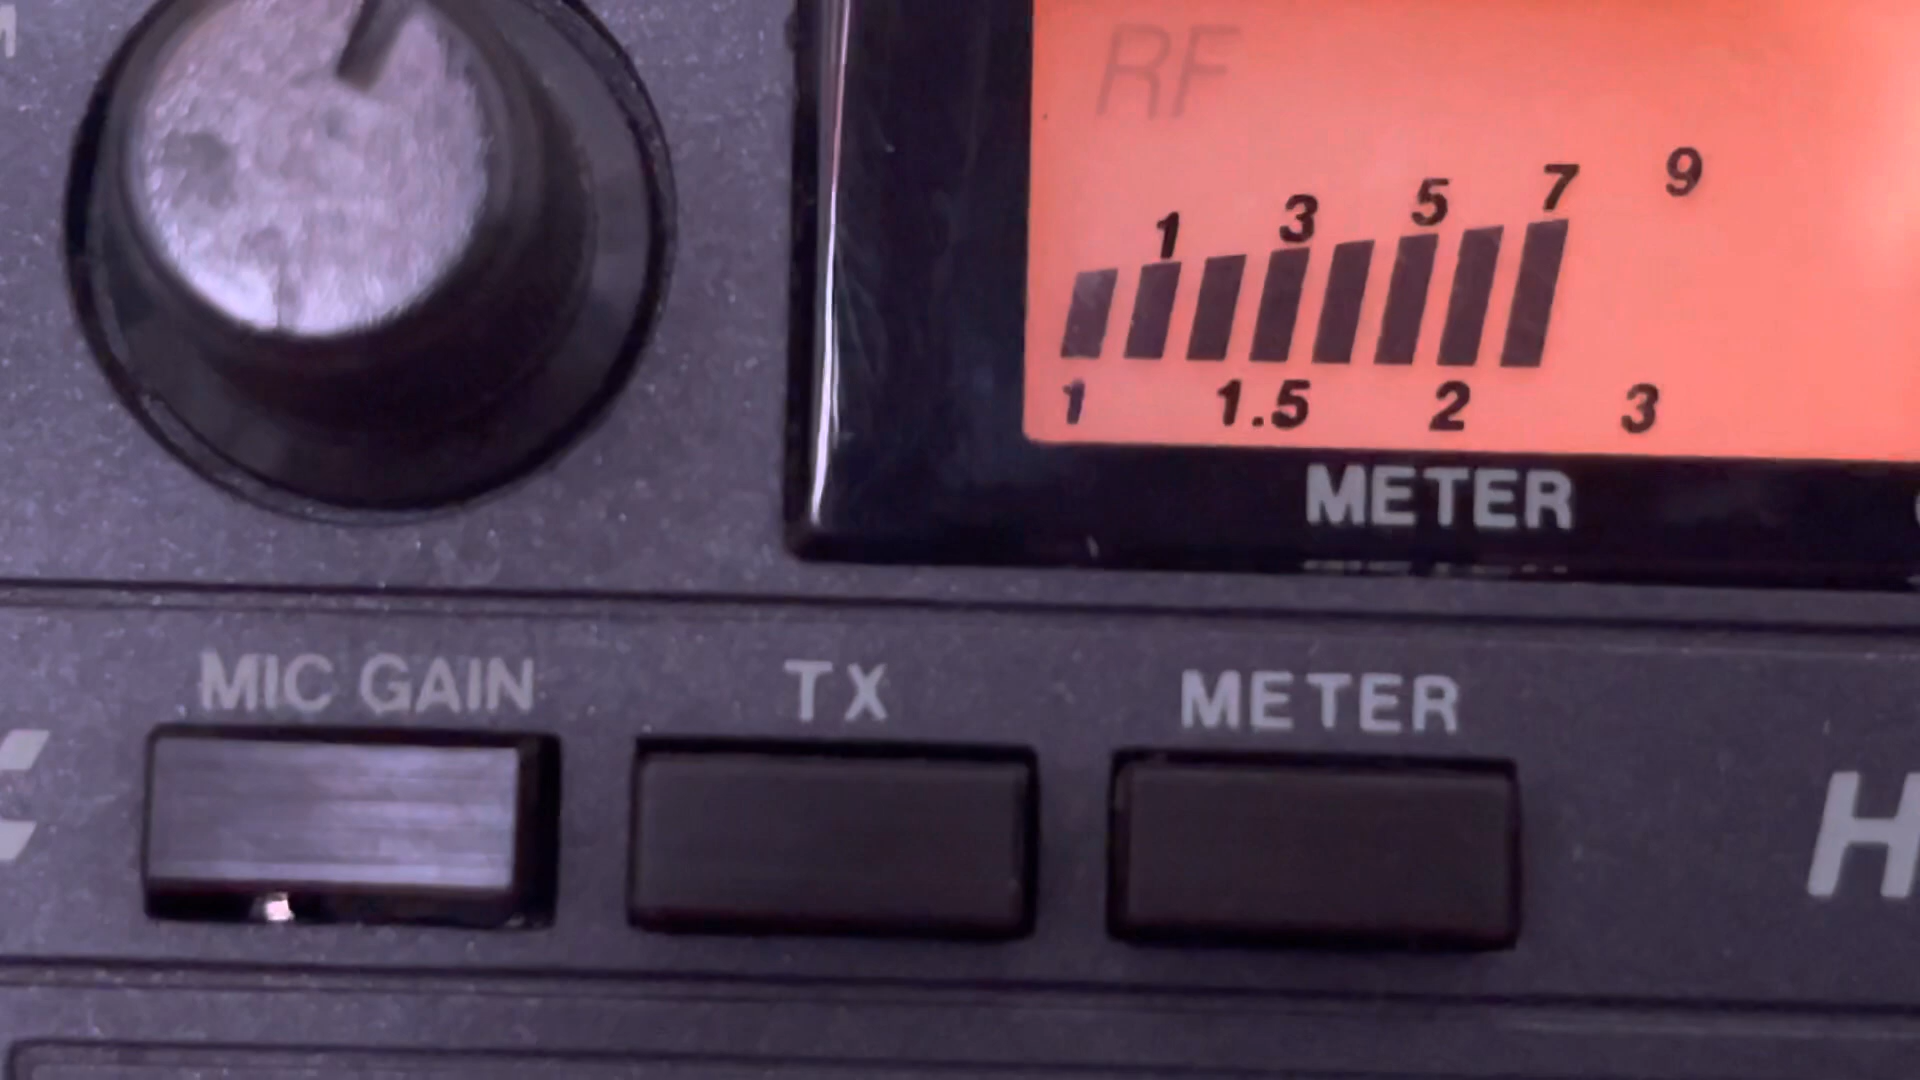 RF
1 3 5 7 9
1 1.5 2 3
METER
MIC GAIN TX METER